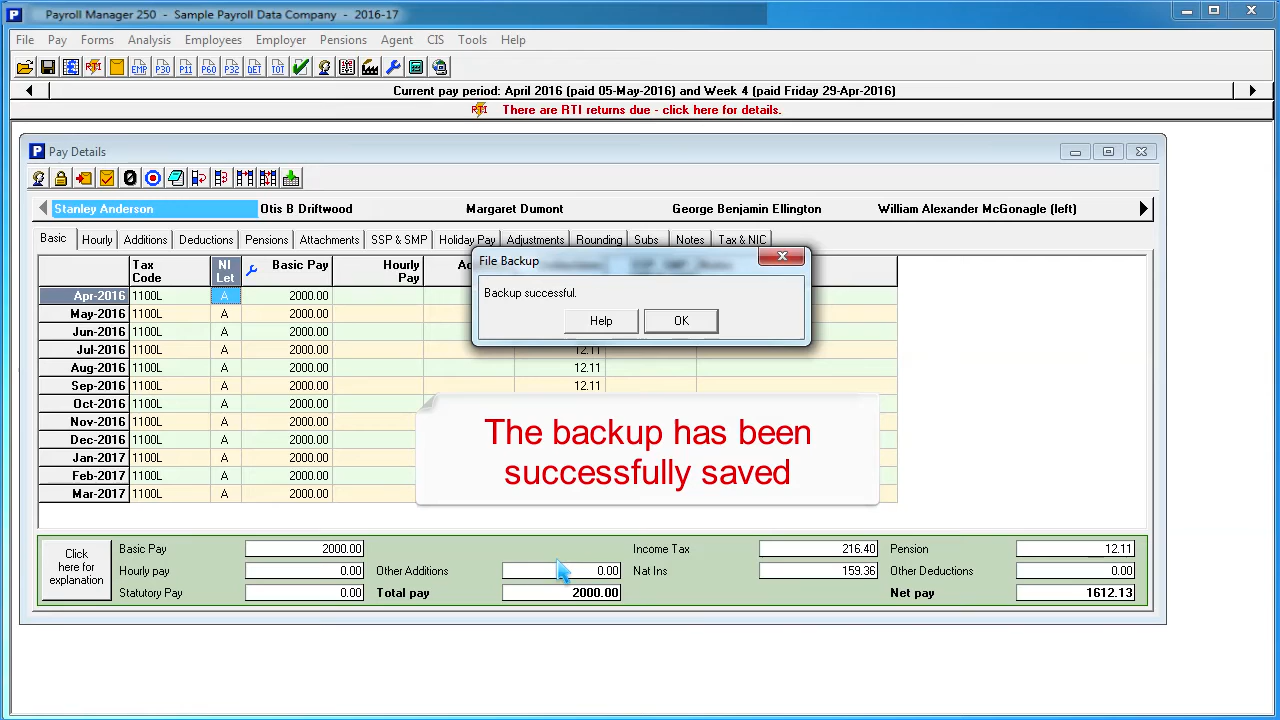 Payroll Manager 250 - Sample Payroll Data Company - 2016-17
File Pay Forms Analysis Employees Employer Pensions Agent CIS Tools Help
RTI EMP P30 P11 P60 P32 DET TOT
Current pay period: April 2016 (paid 05-May-2016) and Week 4 (paid Friday 29-Apr-2016)
RTI There are RTI returns due - click here for details.
Pay Details
Stanley Anderson Otis B Driftwood Margaret Dumont George Benjamin Ellington William Alexander McGonagle (left)
Basic Hourly Additions Deductions Pensions Attachments SSP & SMP Holiday Pay Adjustments Rounding Subs Notes Tax & NIC
File Backup
Backup successful.
Help OK
Tax Code NI Let Basic Pay Hourly Pay
Apr-2016 1100L A 2000.00
May-2016 1100L A 2000.00
Jun-2016 1100L A 2000.00
Jul-2016 1100L A 2000.00 12.11
Aug-2016 1100L A 2000.00 12.11
Sep-2016 1100L A 2000.00 12.11
Oct-2016 1100L A 2000.00
Nov-2016 1100L A 2000.00
Dec-2016 1100L A 2000.00
Jan-2017 1100L A 2000.00
Feb-2017 1100L A 2000.00
Mar-2017 1100L A 2000.00
The backup has been
successfully saved
Click here for explanation
Basic Pay 2000.00 Income Tax 216.40 Pension 12.11
Hourly pay 0.00 Other Additions 0.00 Nat Ins 159.36 Other Deductions 0.00
Statutory Pay 0.00 Total pay 2000.00 Net pay 1612.13